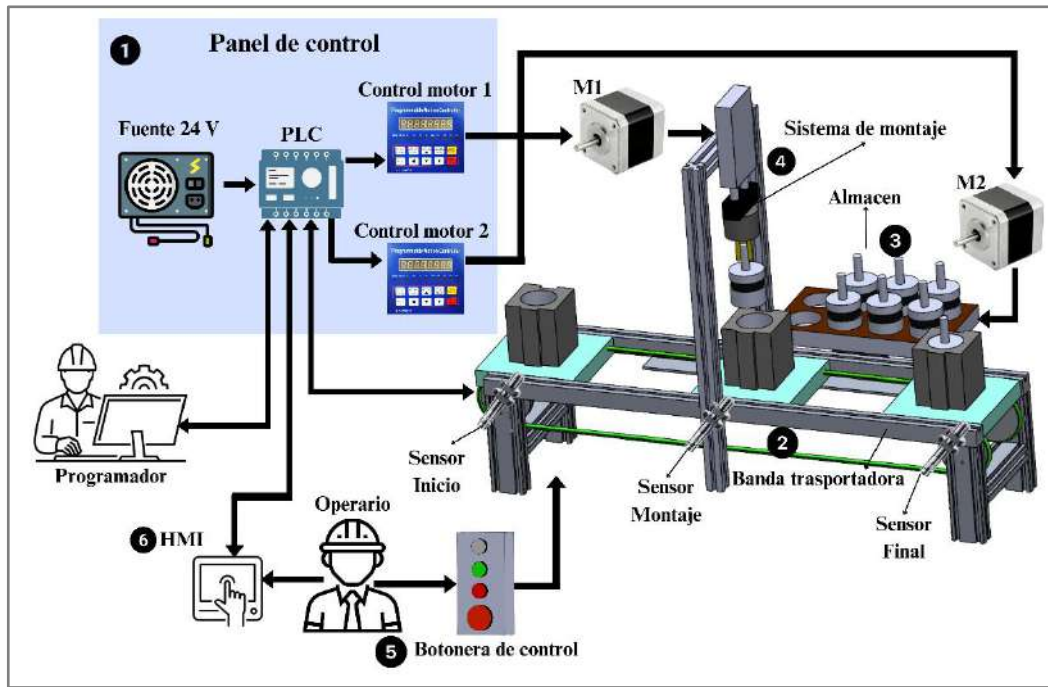 1
Panel de control
Fuente 24 V
PLC
Control motor 1
Control motor 2
M1
Sistema de montaje
4
M2
Almacen
3
Programador
Sensor
Inicio
Sensor
Montaje
2
Banda trasportadora
Sensor
Final
6 HMI
Operario
5 Botonera de control